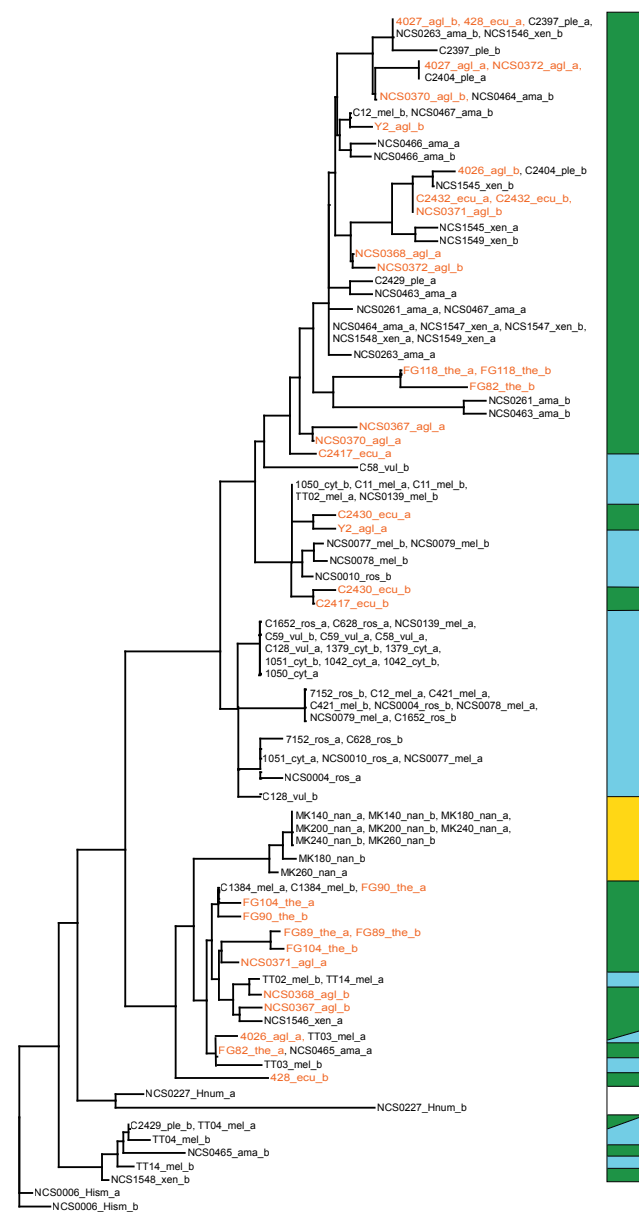 4027_agl_b, 428_ecu_a, C2397_ple_a,
NCS0263_ama_b, NCS1546_xen_b
C2397_ple_b
4027_agl_a, NCS0372_agl_a,
C2404_ple_a
NCS0370_agl_b, NCS0464_ama_b
C12_mel_b, NCS0467_ama_b
Y2_agl_b
NCS0466_ama_a
NCS0466_ama_b
4026_agl_b, C2404_ple_b
NCS1545_xen_b
C2432_ecu_a, C2432_ecu_b,
NCS0371_agl_b
NCS1545_xen_a
NCS1549_xen_b
NCS0368_agl_a
NCS0372_agl_b
C2429_ple_a
NCS0463_ama_a
NCS0261_ama_a, NCS0467_ama_a
NCS0464_ama_a, NCS1547_xen_a, NCS1547_xen_b,
NCS1548_xen_a, NCS1549_xen_a
NCS0263_ama_a
FG118_the_a, FG118_the_b
FG82_the_b
NCS0261_ama_b
NCS0463_ama_b
NCS0367_agl_a
NCS0370_agl_a
C2417_ecu_a
C58_vul_b
1050_cyt_b, C11_mel_a, C11_mel_b,
TT02_mel_a, NCS0139_mel_b
C2430_ecu_a
Y2_agl_a
NCS0077_mel_b, NCS0079_mel_b
NCS0078_mel_b
NCS0010_ros_b
C2430_ecu_b
C2417_ecu_b
C1652_ros_a, C628_ros_a, NCS0139_mel_a,
C59_vul_b, C59_vul_a, C58_vul_a,
C128_vul_a, 1379_cyt_b, 1379_cyt_a,
1051_cyt_b, 1042_cyt_a, 1042_cyt_b,
1050_cyt_a
7152_ros_b, C12_mel_a, C421_mel_a,
C421_mel_b, NCS0004_ros_b, NCS0078_mel_a,
NCS0079_mel_a, C1652_ros_b
7152_ros_a, C628_ros_b
1051_cyt_a, NCS0010_ros_a, NCS0077_mel_a
NCS0004_ros_a
C128_vul_b
MK140_nan_a, MK140_nan_b, MK180_nan_a,
MK200_nan_a, MK200_nan_b, MK240_nan_a,
MK240_nan_b, MK260_nan_b
MK180_nan_b
MK260_nan_a
C1384_mel_a, C1384_mel_b, FG90_the_a
FG104_the_a
FG90_the_b
FG89_the_a, FG89_the_b
FG104_the_b
NCS0371_agl_a
TT02_mel_b, TT14_mel_a
NCS0368_agl_b
NCS0367_agl_b
NCS1546_xen_a
4026_agl_a, TT03_mel_a
FG82_the_a, NCS0465_ama_a
TT03_mel_b
428_ecu_b
NCS0227_Hnum_a
NCS0227_Hnum_b
C2429_ple_b, TT04_mel_a
TT04_mel_b
NCS0465_ama_b
TT14_mel_b
NCS1548_xen_b
NCS0006_Hism_a
NCS0006_Hism_b